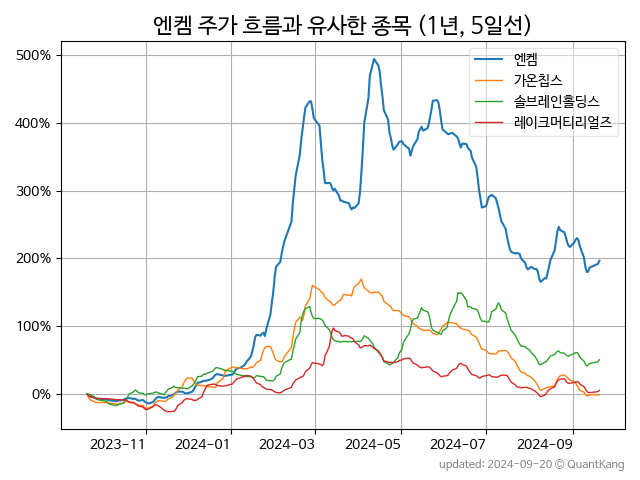 엔켐 주가 흐름과 유사한 종목 (1년, 5일선)
500%
400%
300%
200%
100%
0%
엔켐
가온칩스
솔브레인홀딩스
레이크머티리얼즈
2023-11
2024-01
2024-03
2024-05
2024-07
2024-09
updated: 2024-09-20 © QuantKang